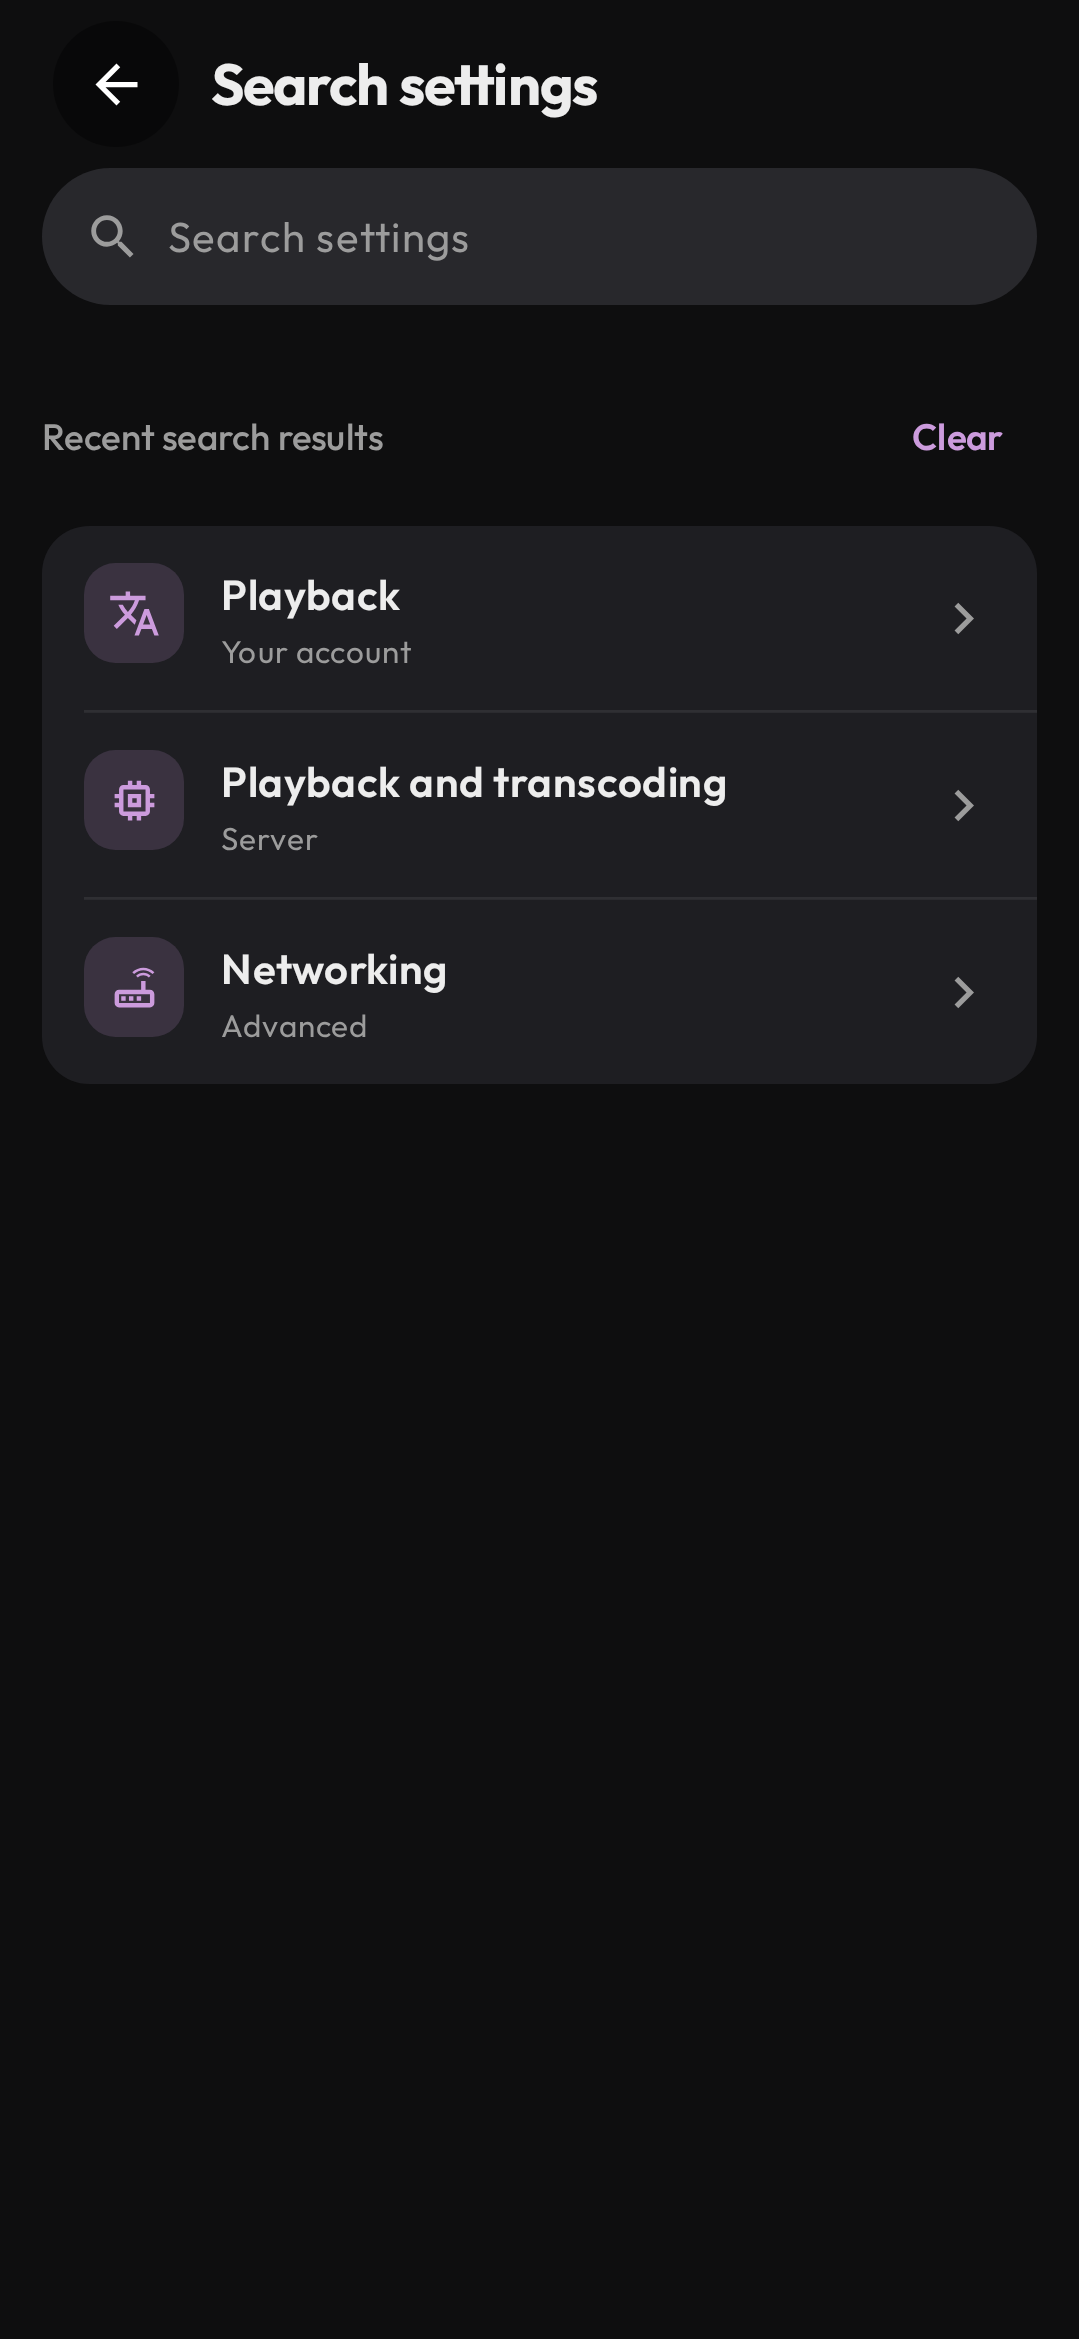 Search settings
Search settings
Recent search results
Clear
Playback
Your account
Playback and transcoding
Server
Networking
Advanced